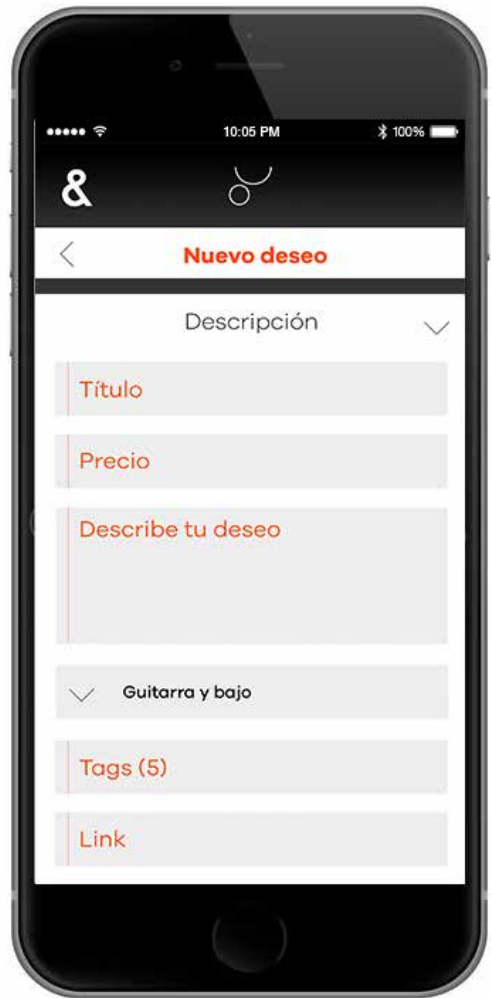 10:05 PM
100%
&
Nuevo deseo
Descripción
Título
Precio
Describe tu deseo
Guitarra y bajo
Tags (5)
Link